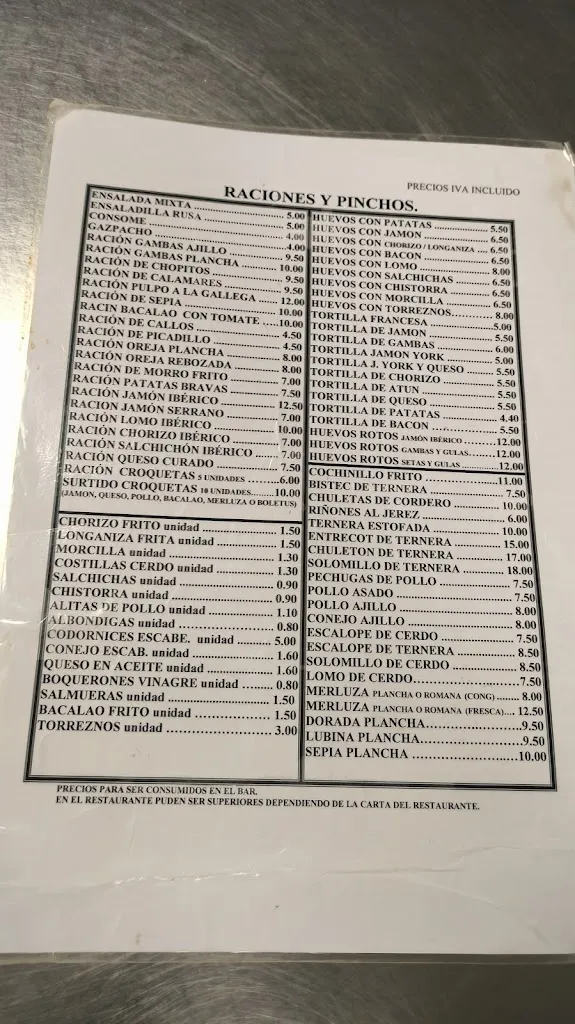 PRECIOS IVA INCLUIDO
RACIONES Y PINCHOS.
ENSALADA MIXTA ........ 5.00
ENSALADILLA RUSA ........ 5.00
CONSOME ........ 4.00
GAZPACHO ........ 4.00
RACIÓN GAMBAS AJILLO ........ 9.50
RACIÓN GAMBAS PLANCHA ........ 10.00
RACIÓN DE CHOPITOS ........ 9.50
RACIÓN DE CALAMARES ........ 9.50
RACIÓN PULPO A LA GALLEGA ........ 12.00
RACIÓN DE SEPIA ........ 10.00
RACIN BACALAO CON TOMATE ....10.00
RACIÓN DE CALLOS ........ 4.50
RACIÓN DE PICADILLO ........ 4.50
RACIÓN OREJA PLANCHA ........ 8.00
RACIÓN OREJA REBOZADA ........ 8.00
RACIÓN DE MORRO FRITO ........ 7.00
RACIÓN PATATAS BRAVAS ........ 7.50
RACIÓN JAMÓN IBÉRICO ........ 12.50
RACION JAMÓN SERRANO ........ 7.00
RACIÓN LOMO IBÉRICO ........ 10.00
RACIÓN CHORIZO IBÉRICO ........ 7.00
RACIÓN SALCHICHÓN IBÉRICO ........ 7.00
RACIÓN QUESO CURADO ........ 7.50
RACIÓN CROQUETAS 5 UNIDADES ........6.00
SURTIDO CROQUETAS 10 UNIDADES........10.00
(JAMON, QUESO, POLLO, BACALAO, MERLUZA O BOLETUS)
CHORIZO FRITO unidad ........ 1.50
LONGANIZA FRITA unidad ........ 1.50
MORCILLA unidad ........ 1.30
COSTILLAS CERDO unidad ........ 1.30
SALCHICHAS unidad ........ 0.90
CHISTORRA unidad ........ 0.90
ALITAS DE POLLO unidad ........ 1.10
ALBONDIGAS unidad ........ 0.80
CODORNICES ESCABE. unidad ........ 5.00
CONEJO ESCAB. unidad ........ 1.60
QUESO EN ACEITE unidad ........ 1.60
BOQUERONES VINAGRE unidad ........ 0.80
SALMUERAS unidad ........ 1.50
BACALAO FRITO unidad ........ 1.50
TORREZNOS unidad ........ 3.00
HUEVOS CON PATATAS ........ 5.50
HUEVOS CON JAMON ........ 6.50
HUEVOS CON CHORIZO / LONGANIZA .... 6.50
HUEVOS CON BACON ........ 6.50
HUEVOS CON LOMO ........ 8.00
HUEVOS CON SALCHICHAS ........ 6.50
HUEVOS CON CHISTORRA ........ 6.50
HUEVOS CON MORCILLA ........ 6.50
HUEVOS CON TORREZNOS........ 8.00
TORTILLA FRANCESA ........5.00
TORTILLA DE JAMON ........ 5.50
TORTILLA DE GAMBAS ........ 6.00
TORTILLA JAMON YORK ........ 5.00
TORTILLA J. YORK Y QUESO ........ 5.50
TORTILLA DE CHORIZO ........ 5.50
TORTILLA DE ATUN ........ 5.50
TORTILLA DE QUESO ........ 5.50
TORTILLA DE PATATAS ........ 4.40
TORTILLA DE BACON ........ 5.50
HUEVOS ROTOS JAMÓN IBÉRICO ........12.00
HUEVOS ROTOS GAMBAS Y GULAS........12.00
HUEVOS ROTOS SETAS Y GULAS ........12.00
COCHINILLO FRITO ........11.00
BISTEC DE TERNERA ........ 7.50
CHULETAS DE CORDERO ........ 10.00
RIÑONES AL JEREZ ........ 6.00
TERNERA ESTOFADA ........ 10.00
ENTRECOT DE TERNERA ........ 15.00
CHULETON DE TERNERA ........ 17.00
SOLOMILLO DE TERNERA ........ 18.00
PECHUGAS DE POLLO ........ 7.50
POLLO ASADO ........ 7.50
POLLO AJILLO ........ 8.00
CONEJO AJILLO ........ 8.00
ESCALOPE DE CERDO ........ 7.50
ESCALOPE DE TERNERA ........ 8.50
SOLOMILLO DE CERDO ........ 8.50
LOMO DE CERDO........7.50
MERLUZA PLANCHA O ROMANA (CONG) ........ 8.00
MERLUZA PLANCHA O ROMANA (FRESCA).... 12.50
DORADA PLANCHA........9.50
LUBINA PLANCHA........9.50
SEPIA PLANCHA ........10.00
PRECIOS PARA SER CONSUMIDOS EN EL BAR.
EN EL RESTAURANTE PUDEN SER SUPERIORES DEPENDIENDO DE LA CARTA DEL RESTAURANTE.